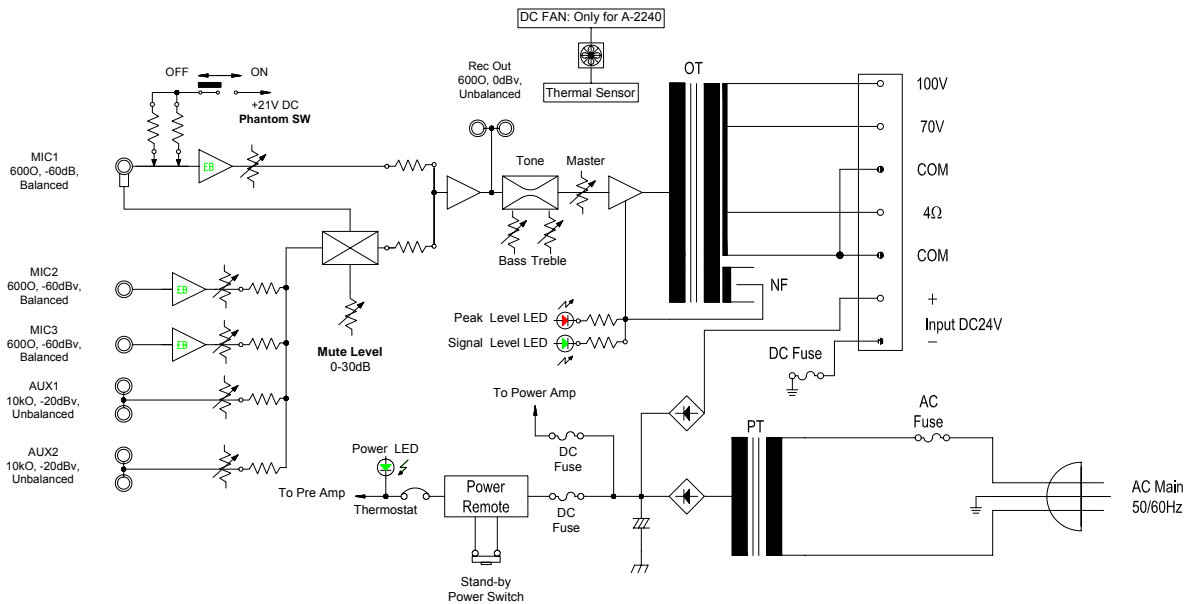 DC FAN: Only for A-2240
Thermal Sensor
Rec Out
600O, 0dBv,
Unbalanced
OFF
ON
+21V DC
Phantom SW
MIC1
600O, -60dB,
Balanced
EB
Tone
Master
Bass Treble
OT
100V
70V
COM
4Ω
COM
+
Input DC24V
−
NF
MIC2
600O, -60dBv,
Balanced
EB
MIC3
600O, -60dBv,
Balanced
EB
Mute Level
0-30dB
Peak Level LED
Signal Level LED
DC Fuse
AUX1
10kO, -20dBv,
Unbalanced
AUX2
10kO, -20dBv,
Unbalanced
To Power Amp
DC
Fuse
Power LED
To Pre Amp
Thermostat
Power
Remote
DC
Fuse
Stand-by
Power Switch
PT
AC
Fuse
AC Main
50/60Hz